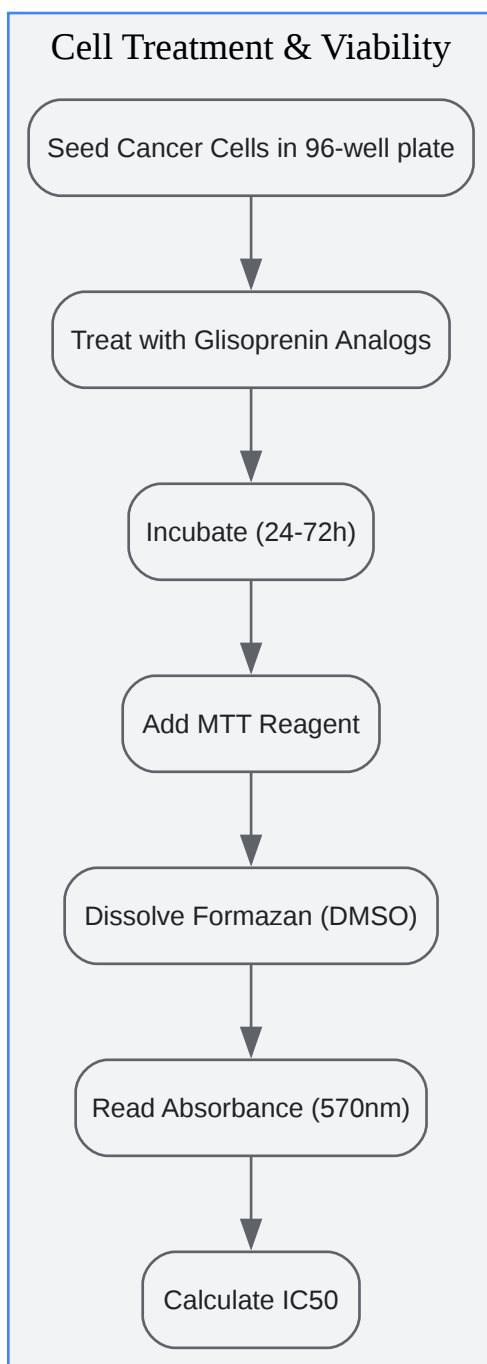 Cell Treatment & Viability
Seed Cancer Cells in 96-well plate
Treat with Glisoprenin Analogs
Incubate (24-72h)
Add MTT Reagent
Dissolve Formazan (DMSO)
Read Absorbance (570nm)
Calculate IC50